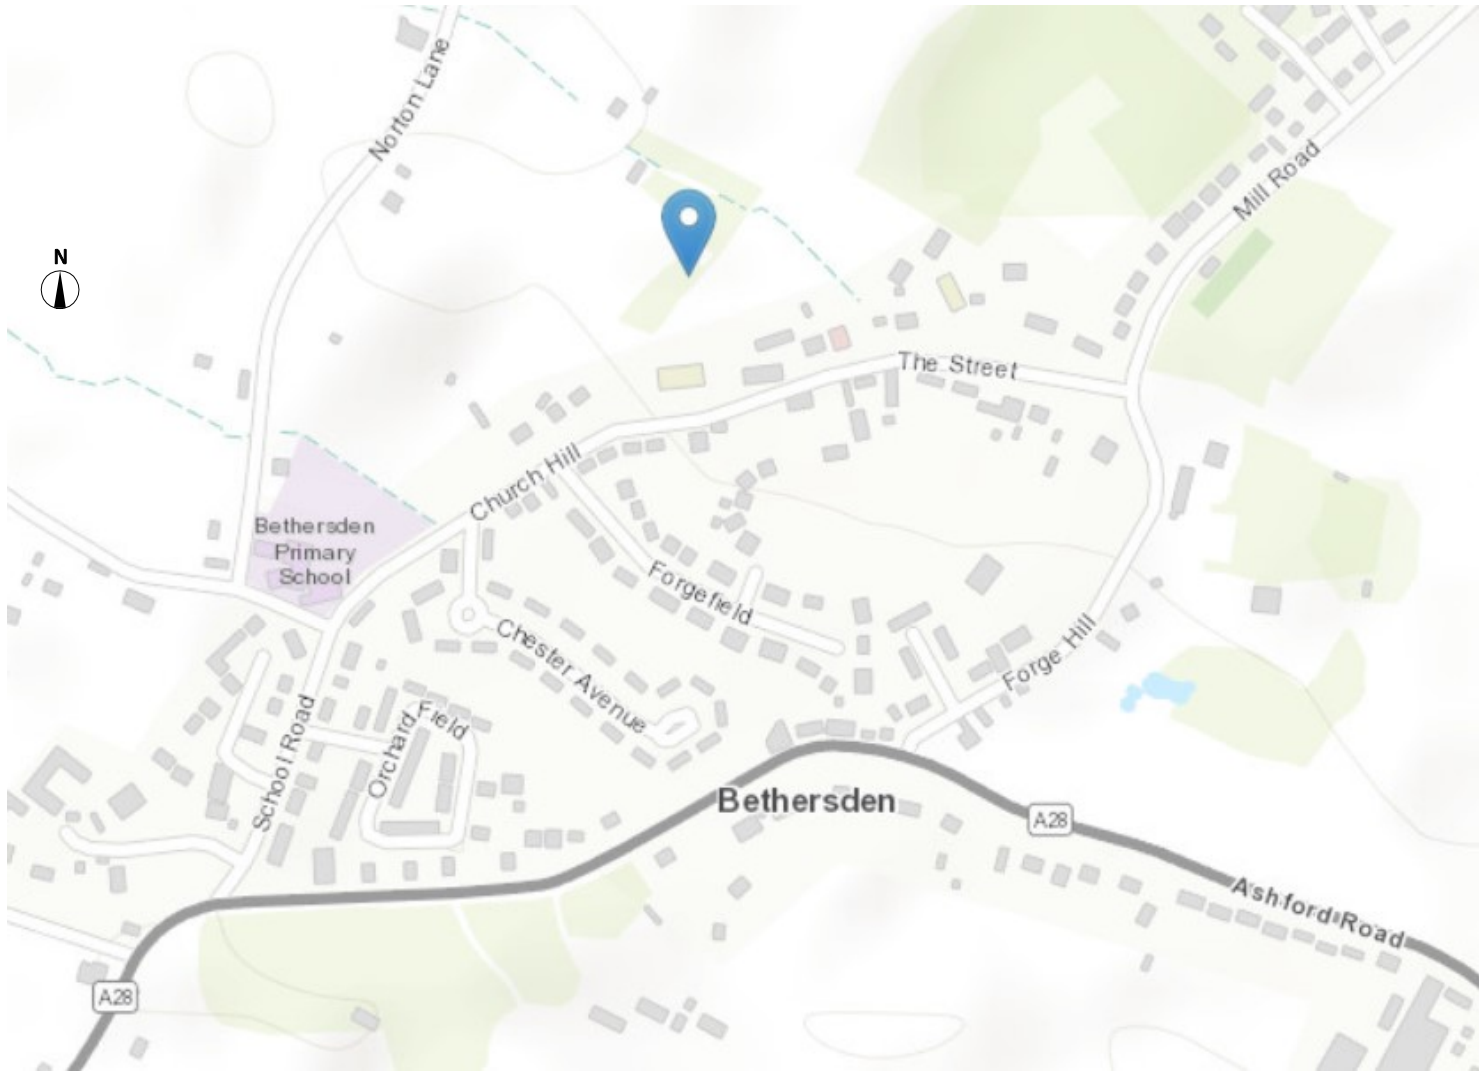 Norton Lane
Mill Road
N
The Street
Church Hill
Bethersden
Primary
School
Forgefield
Chester Avenue
Forge Hill
Orchard Field
School Road
Bethersden
A28
Ashford Road
A28